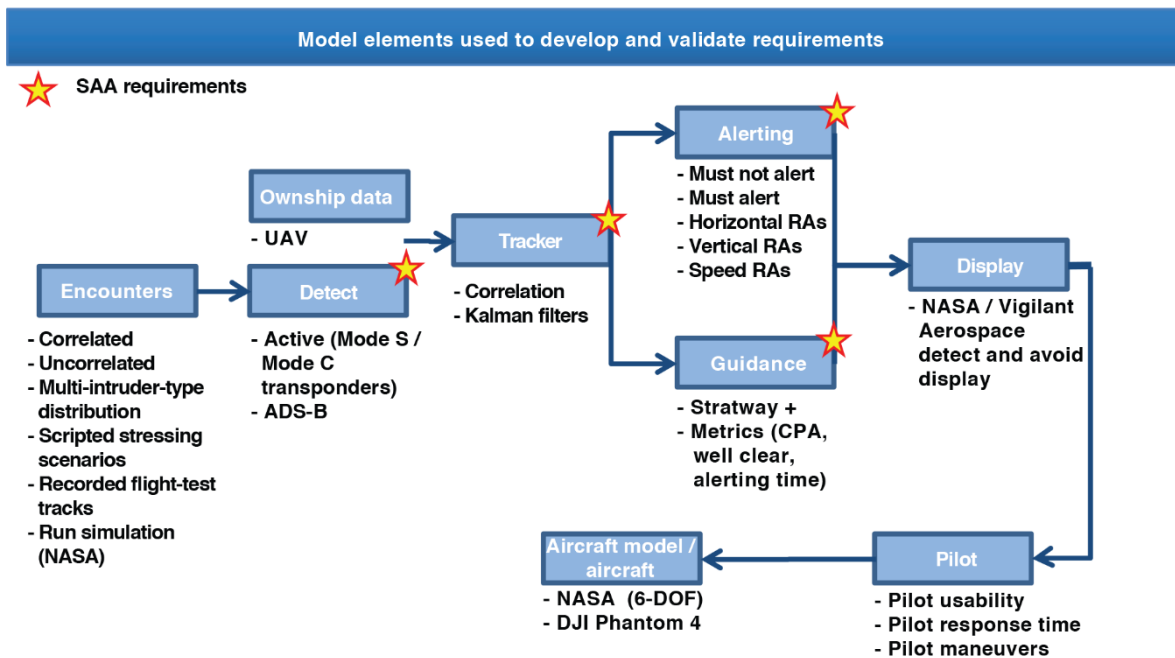 Model elements used to develop and validate requirements
SAA requirements
Encounters
- Correlated
- Uncorrelated
- Multi-intruder-type
distribution
- Scripted stressing
scenarios
- Recorded flight-test
tracks
- Run simulation
(NASA)
Ownship data
- UAV
Detect
- Active (Mode S /
Mode C
transponders)
- ADS-B
Tracker
- Correlation
- Kalman filters
Alerting
- Must not alert
- Must alert
- Horizontal RAs
- Vertical RAs
- Speed RAs
Guidance
- Stratway +
- Metrics (CPA,
well clear,
alerting time)
Display
- NASA / Vigilant
Aerospace
detect and avoid
display
Pilot
- Pilot usability
- Pilot response time
- Pilot maneuvers
Aircraft model /
aircraft
- NASA (6-DOF)
- DJI Phantom 4